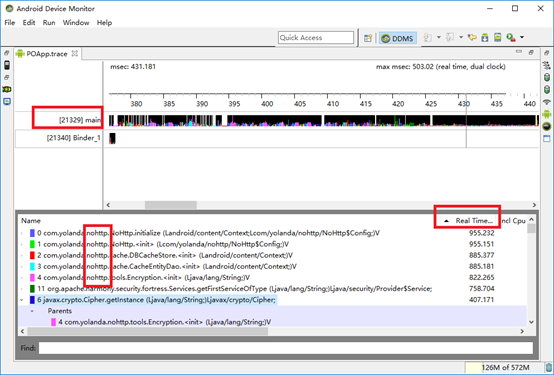 Android Device Monitor
File Edit Run Window Help
Quick Access
DDMS
POApp.trace
msec: 431.181 max msec: 503.02 (real time, dual clock)
380 385 390 395 400 405 410 415 420 425 430 435 440
[21329] main
[21340] Binder_1
Name Real Time... Incl Cpu
0 com.yolanda.nohttp.NoHttp.initialize (Landroid/content/Context;Lcom/yolanda/nohttp/NoHttp$Config;)V 955.232
1 com.yolanda.nohttp.NoHttp.<init> (Lcom/yolanda/nohttp/NoHttp$Config;)V 955.151
2 com.yolanda.nohttp.cache.DBCacheStore.<init> (Landroid/content/Context;)V 885.377
3 com.yolanda.nohttp.cache.CacheEntityDao.<init> (Landroid/content/Context;)V 885.181
4 com.yolanda.nohttp.tools.Encryption.<init> (Ljava/lang/String;)V 822.265
11 org.apache.harmony.security.fortress.Services.getFirstServiceOfType (Ljava/lang/String;)Ljava/security/Provider$Service; 758.704
6 javax.crypto.Cipher.getInstance (Ljava/lang/String;)Ljavax/crypto/Cipher; 407.171
Parents
4 com.yolanda.nohttp.tools.Encryption.<init> (Ljava/lang/String;)V
Find:
126M of 572M